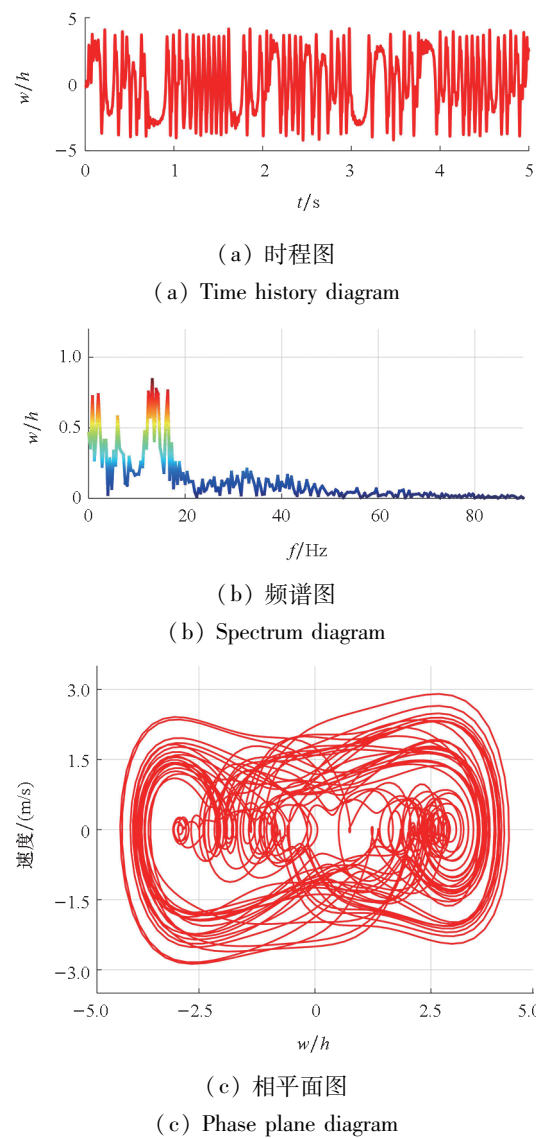 5
0
−5
w/h
0
1
2
3
4
5
t/s
(a) 时程图
(a) Time history diagram
1.0
0.5
0
w/h
0
20
40
60
80
f/Hz
(b) 频谱图
(b) Spectrum diagram
3.0
1.5
0
−1.5
−3.0
速度/(m/s)
−5.0
−2.5
0
2.5
5.0
w/h
(c) 相平面图
(c) Phase plane diagram